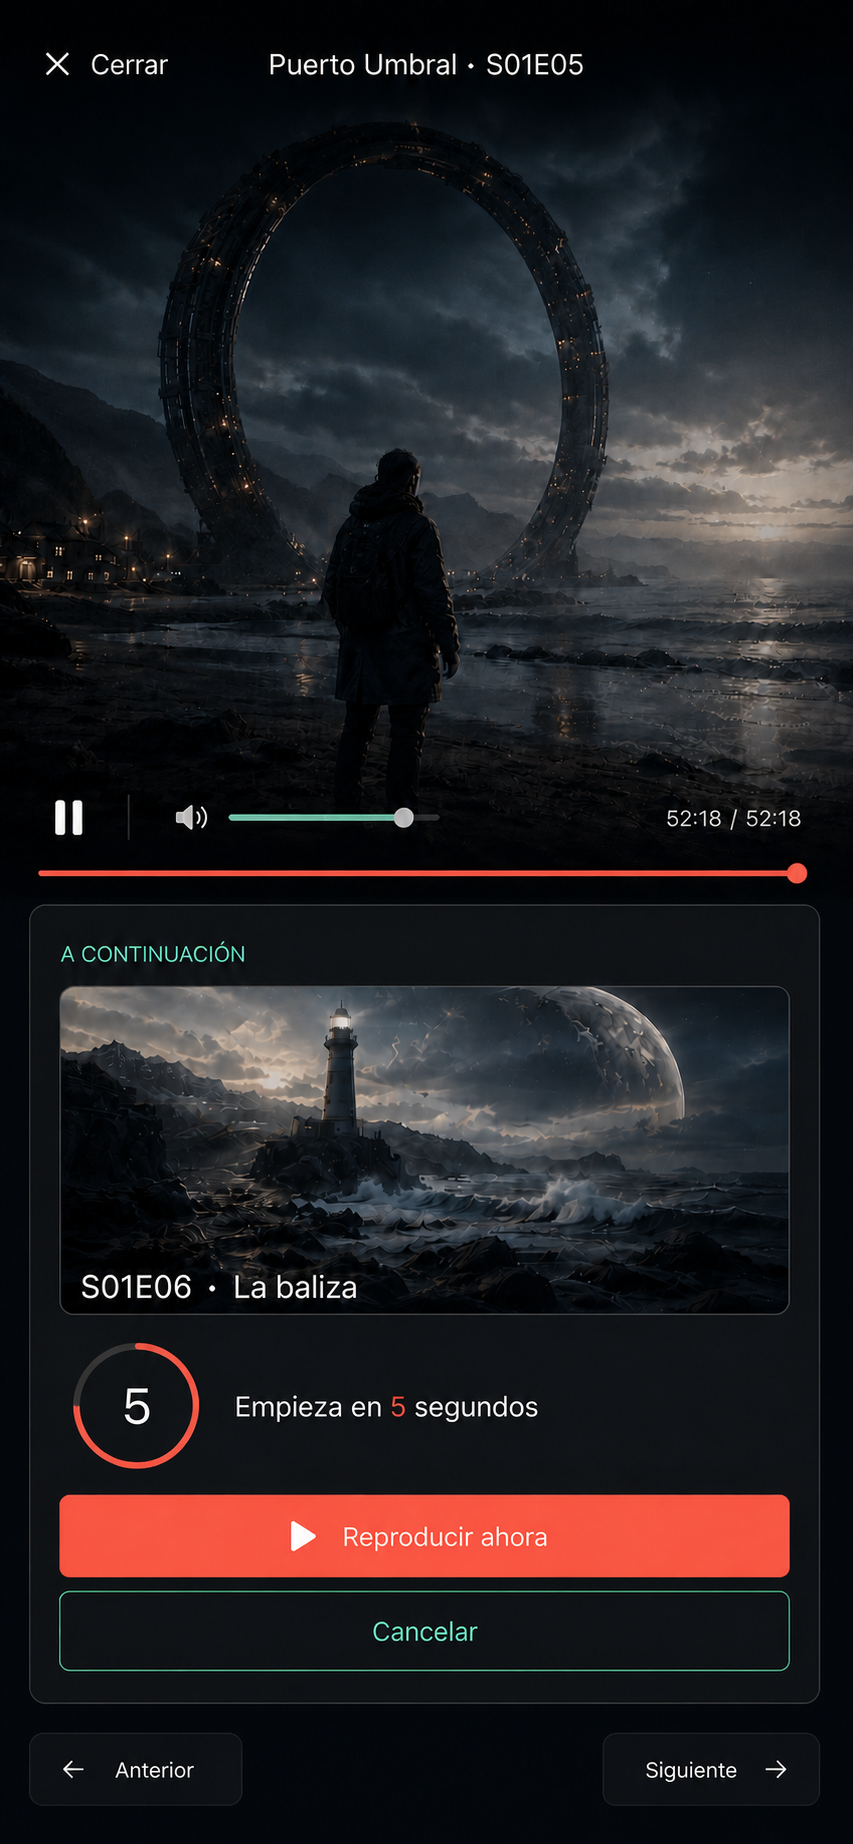 Cerrar
Puerto Umbral • S01E05
52:18 / 52:18
A CONTINUACIÓN
S01E06 • La baliza
5
Empieza en 5 segundos
Reproducir ahora
Cancelar
Anterior
Siguiente